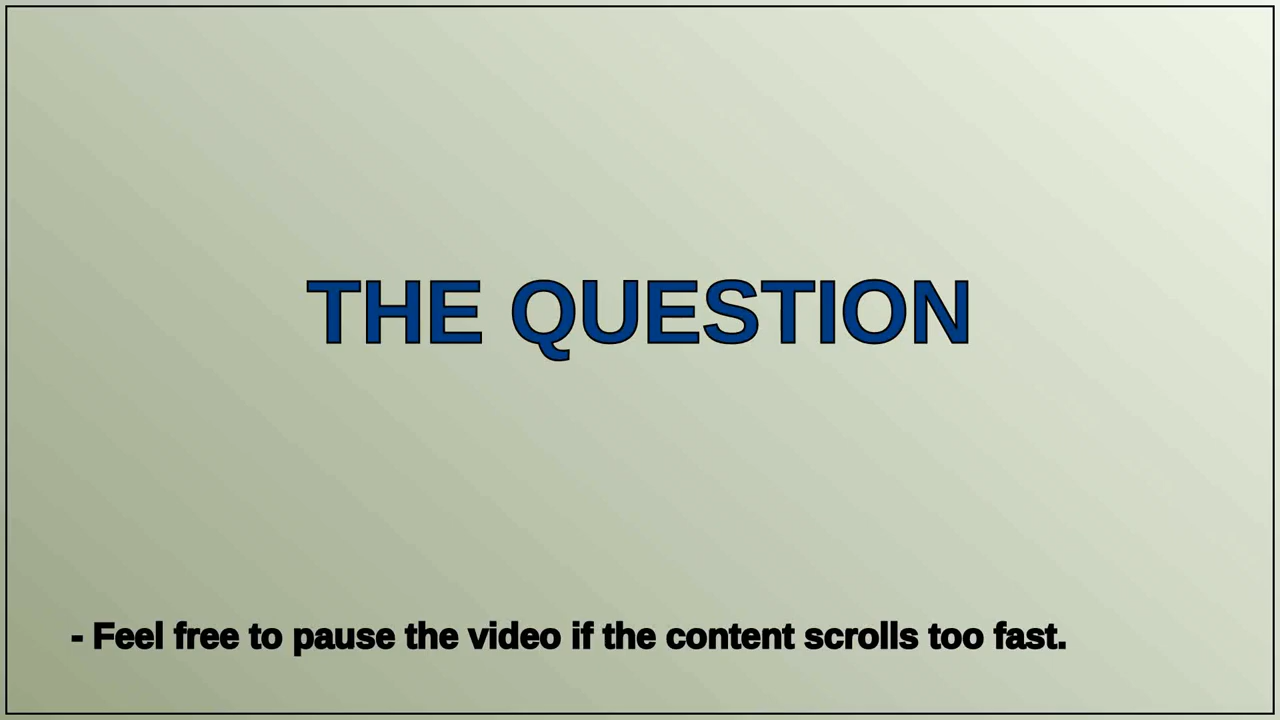 THE QUESTION
- Feel free to pause the video if the content scrolls too fast.